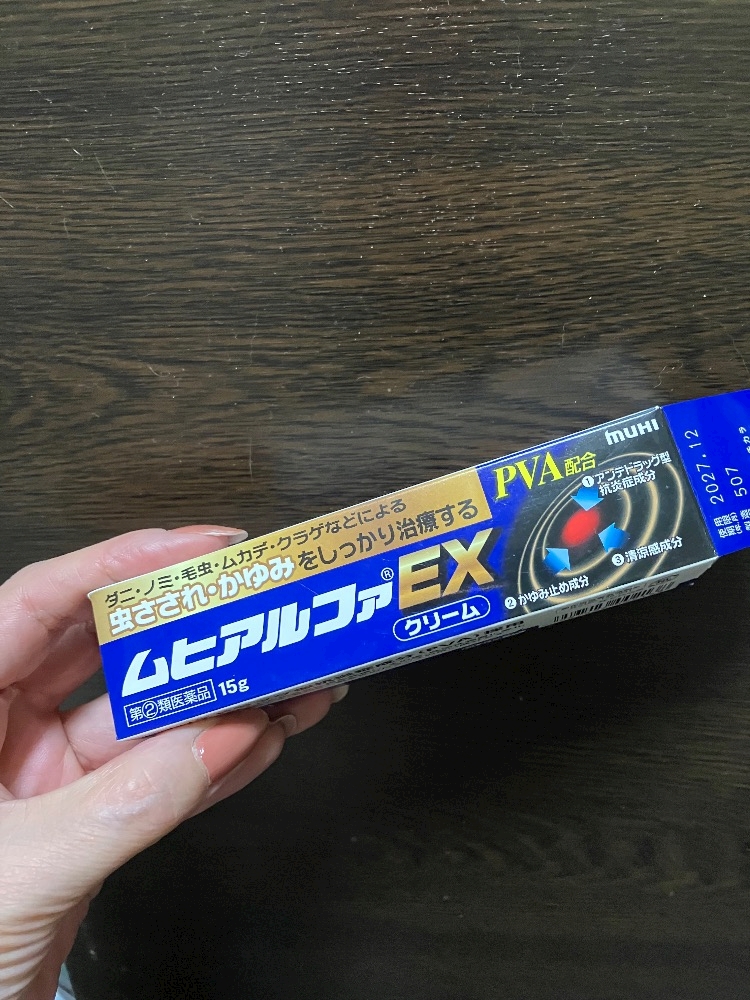 muHI
PVA配合
①アンテドラッグ型
抗炎症成分
②かゆみ止め成分
③清涼感成分
ダニ・ノミ・毛虫・ムカデ・クラゲなどによる
虫さされ・かゆみをしっかり治療する
ムヒアルファ®EX
クリーム
指②類医薬品 15g
2027.12
507